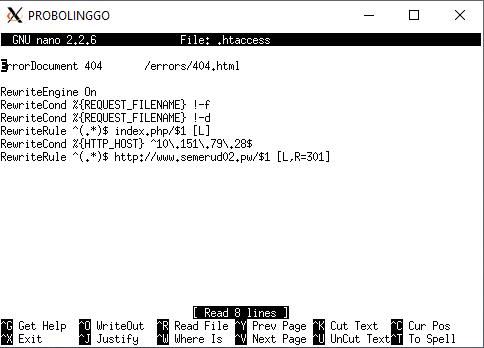 PROBOLINGGO
GNU nano 2.2.6 File: .htaccess
ErrorDocument 404 /errors/404.html
RewriteEngine On
RewriteCond %{REQUEST_FILENAME} !-f
RewriteCond %{REQUEST_FILENAME} !-d
RewriteRule ^(.*)$ index.php/$1 [L]
RewriteCond %{HTTP_HOST} ^10\.151\.79\.28$
RewriteRule ^(.*)$ http://www.semerud02.pw/$1 [L,R=301]
[ Read 8 lines ]
^G Get Help ^O WriteOut ^R Read File ^Y Prev Page ^K Cut Text ^C Cur Pos
^X Exit ^J Justify ^W Where Is ^V Next Page ^U UnCut Text ^T To Spell